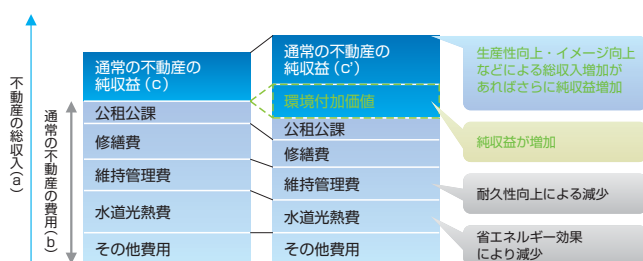 不動産の総収入(a)
通常の不動産の費用(b)
通常の不動産の
純収益(c)
公租公課
修繕費
維持管理費
水道光熱費
その他費用
通常の不動産の
純収益(c')
環境付加価値
公租公課
修繕費
維持管理費
水道光熱費
その他費用
生産性向上・イメージ向上
などによる総収入増加が
あればさらに純収益増加
純収益が増加
耐久性向上による減少
省エネルギー効果
により減少